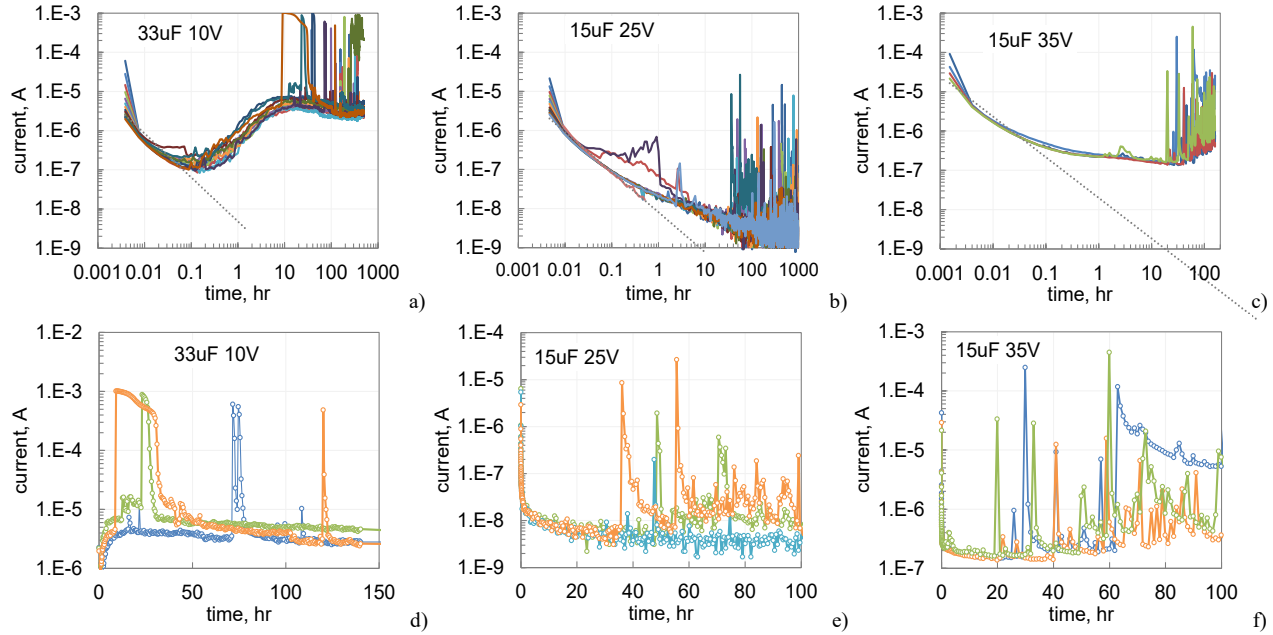 33uF 10V
1.E-3
1.E-4
1.E-5
1.E-6
1.E-7
1.E-8
1.E-9
current, A
0.001 0.01 0.1 1 10 100 1000
time, hr
a)
15uF 25V
1.E-3
1.E-4
1.E-5
1.E-6
1.E-7
1.E-8
1.E-9
current, A
0.001 0.01 0.1 1 10 100 1000
time, hr
b)
15uF 35V
1.E-3
1.E-4
1.E-5
1.E-6
1.E-7
1.E-8
1.E-9
current, A
0.001 0.01 0.1 1 10 100
time, hr
c)
33uF 10V
1.E-2
1.E-3
1.E-4
1.E-5
1.E-6
current, A
0 50 100 150
time, hr
d)
15uF 25V
1.E-4
1.E-5
1.E-6
1.E-7
1.E-8
1.E-9
current, A
0 20 40 60 80 100
time, hr
e)
15uF 35V
1.E-3
1.E-4
1.E-5
1.E-6
1.E-7
current, A
0 20 40 60 80 100
time, hr
f)